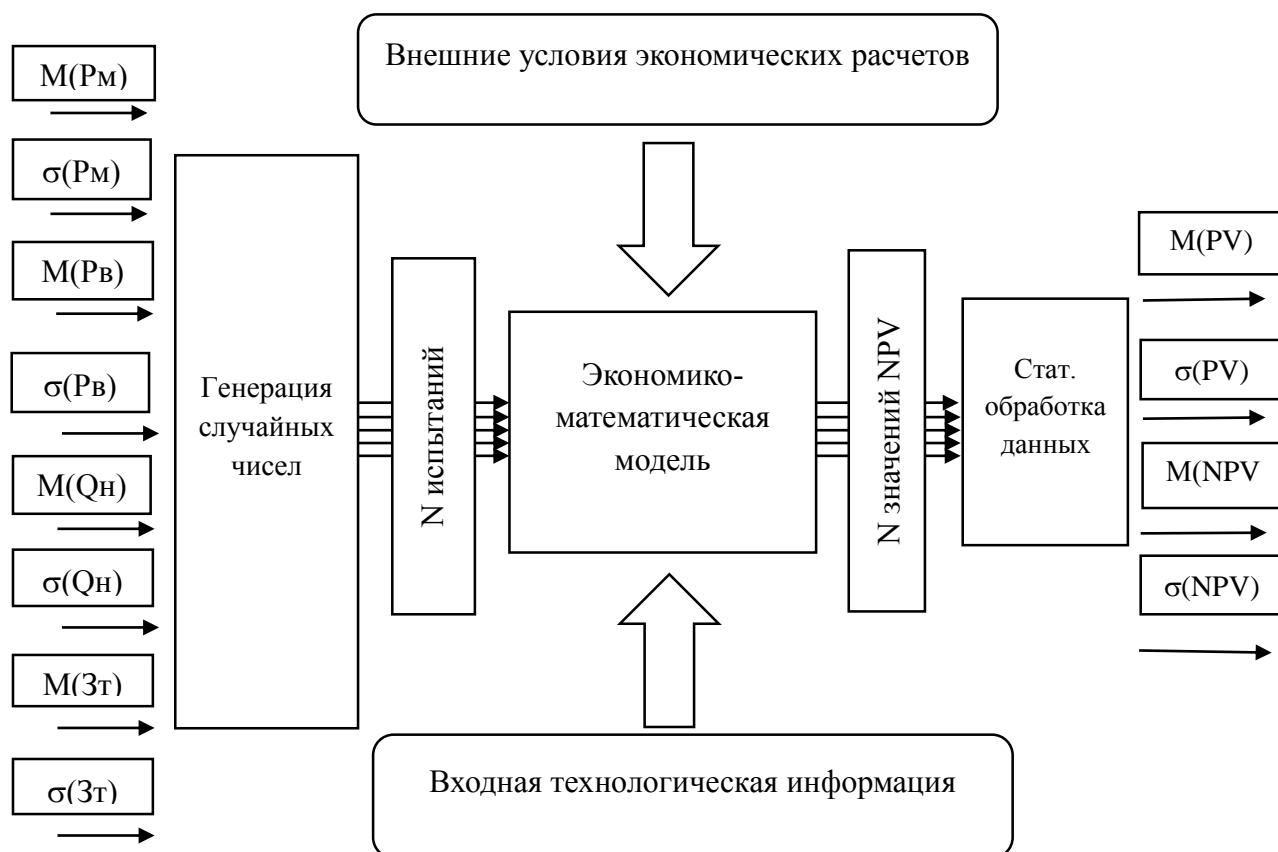 Внешние условия экономических расчетов
М(Рм)
σ(Рм)
М(Рв)
σ(Рв)
М(Qн)
σ(Qн)
М(Зт)
σ(Зт)
Генерация
случайных
чисел
N испытаний
Экономико-
математическая
модель
N значений NPV
Стат.
обработка
данных
М(PV)
σ(PV)
М(NPV
σ(NPV)
Входная технологическая информация